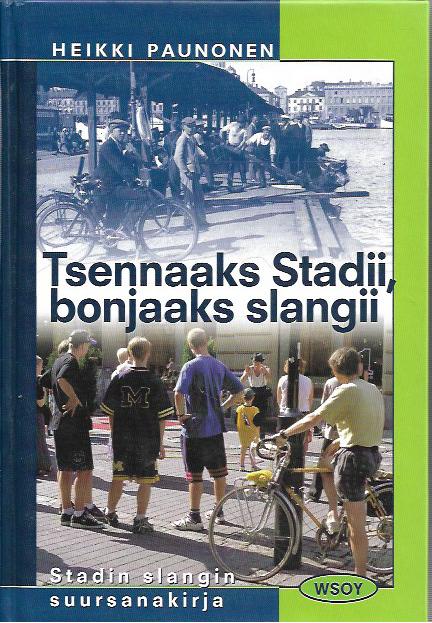 HEIKKI PAUNONEN
Tsennaaks Stadii,
bonjaaks slangii
M
Stadin slangin
suursanakirja
WSOY